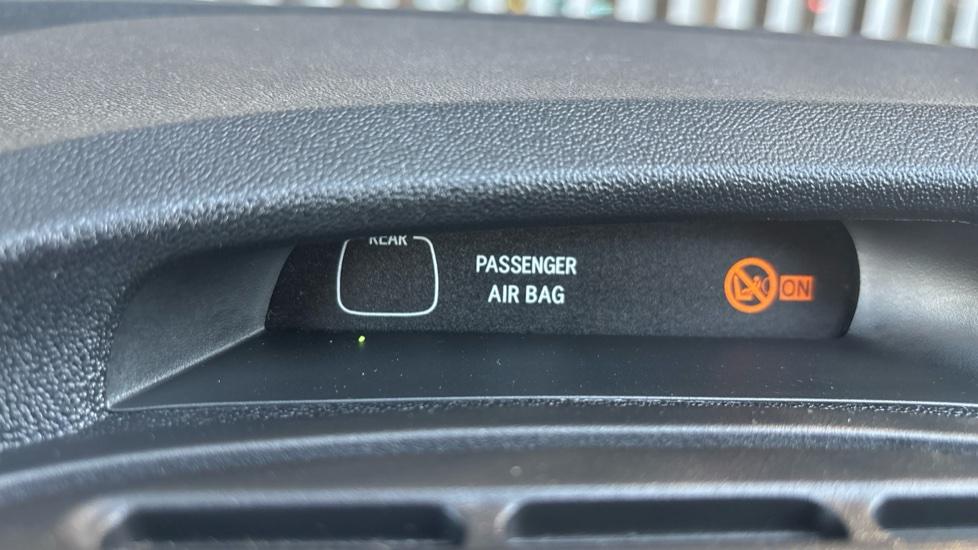 REAR
PASSENGER
AIR BAG
ON